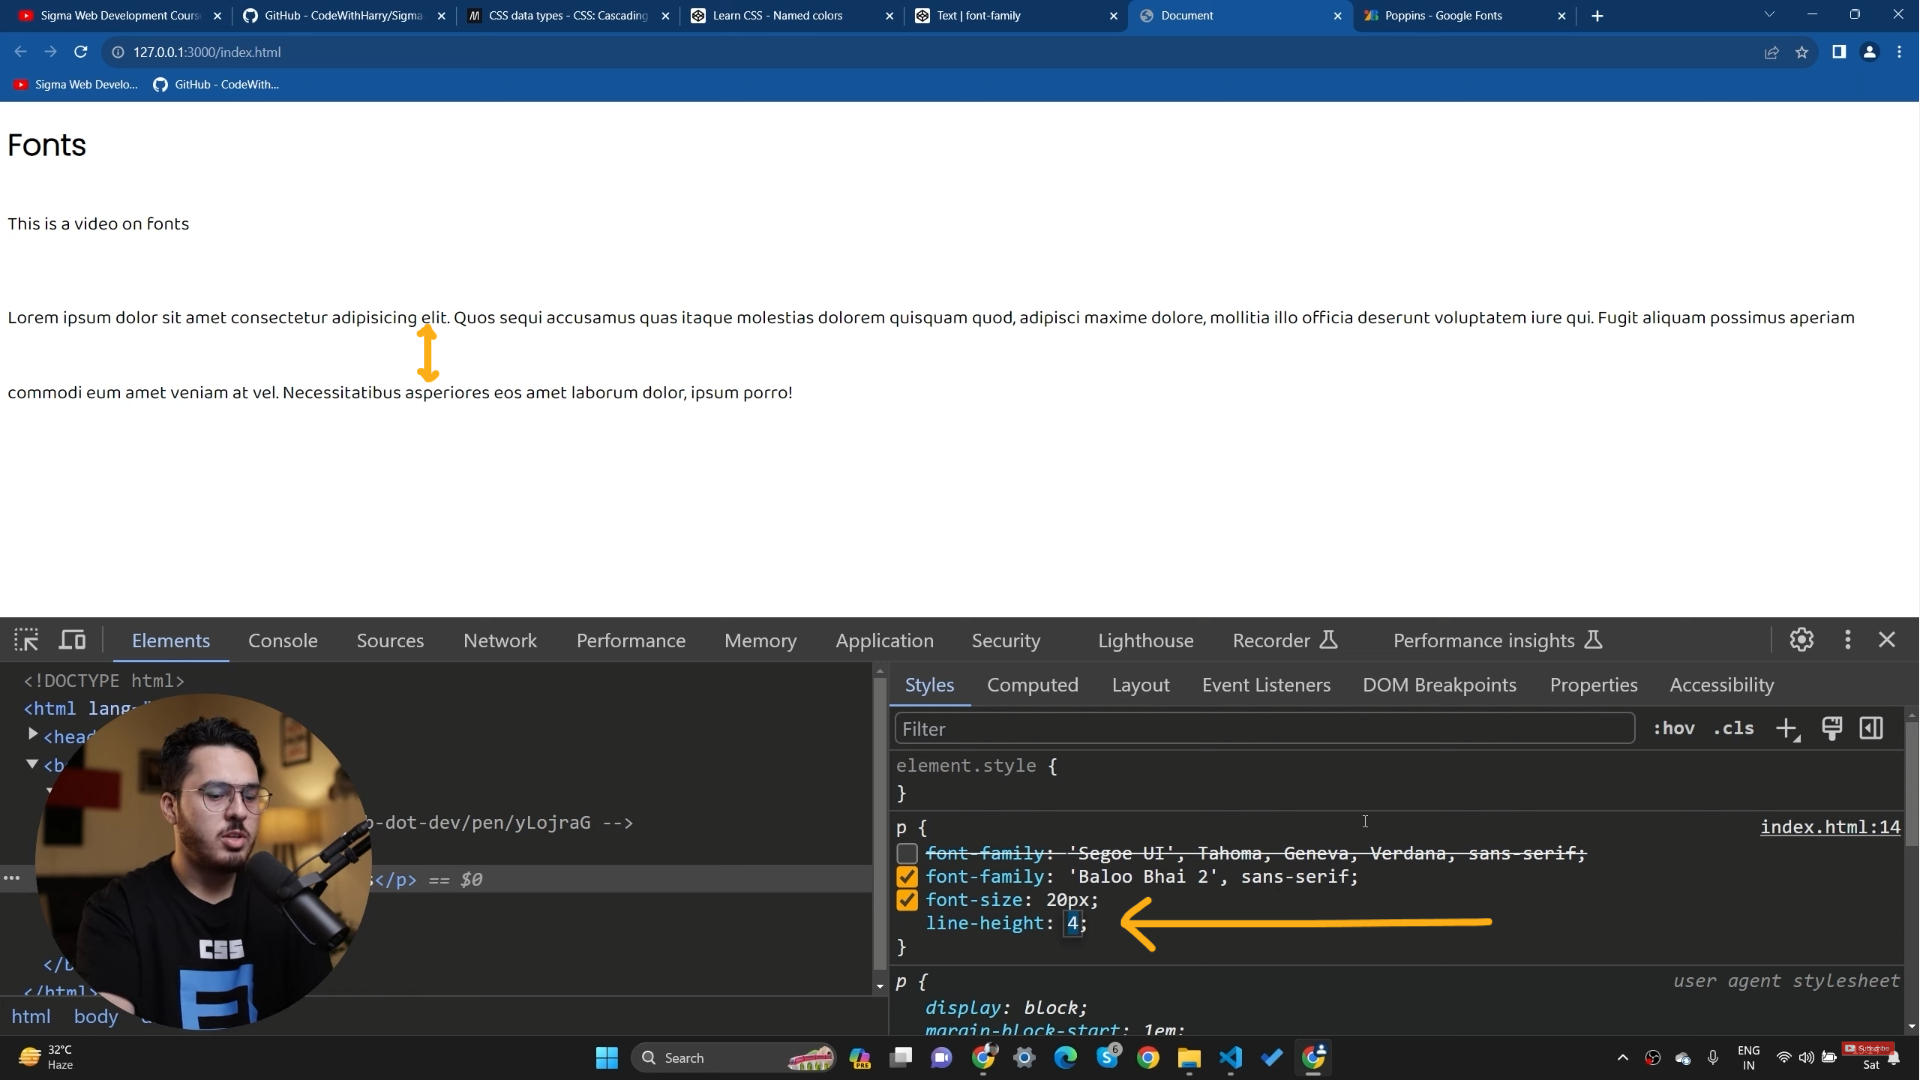 Sigma Web Development Cours
GitHub - CodeWithHarry/Sigma
CSS data types - CSS: Cascading
Learn CSS - Named colors
Text | font-family
Document
Poppins - Google Fonts
127.0.0.1:3000/index.html
Sigma Web Develo...
GitHub - CodeWith...
Fonts
This is a video on fonts
Lorem ipsum dolor sit amet consectetur adipisicing elit. Quos sequi accusamus quas itaque molestias dolorem quisquam quod, adipisci maxime dolore, mollitia illo officia deserunt voluptatem iure qui. Fugit aliquam possimus aperiam
commodi eum amet veniam at vel. Necessitatibus asperiores eos amet laborum dolor, ipsum porro!
Elements Console Sources Network Performance Memory Application Security Lighthouse Recorder Performance insights
<!DOCTYPE html>
<html lang=
<head
<b
-dot-dev/pen/yLojraG -->
s</p> == $0
</b
</html>
html body
CSS
Styles Computed Layout Event Listeners DOM Breakpoints Properties Accessibility
Filter :hov .cls
element.style {
}
p { index.html:14
font-family: 'Segoe UI', Tahoma, Geneva, Verdana, sans-serif;
font-family: 'Baloo Bhai 2', sans-serif;
font-size: 20px;
line-height: 4;
}
p { user agent stylesheet
display: block;
margin-block-start: 1em;
32°C
Haze
Search
PRE
6
ENG
IN
Subscribe
Sat